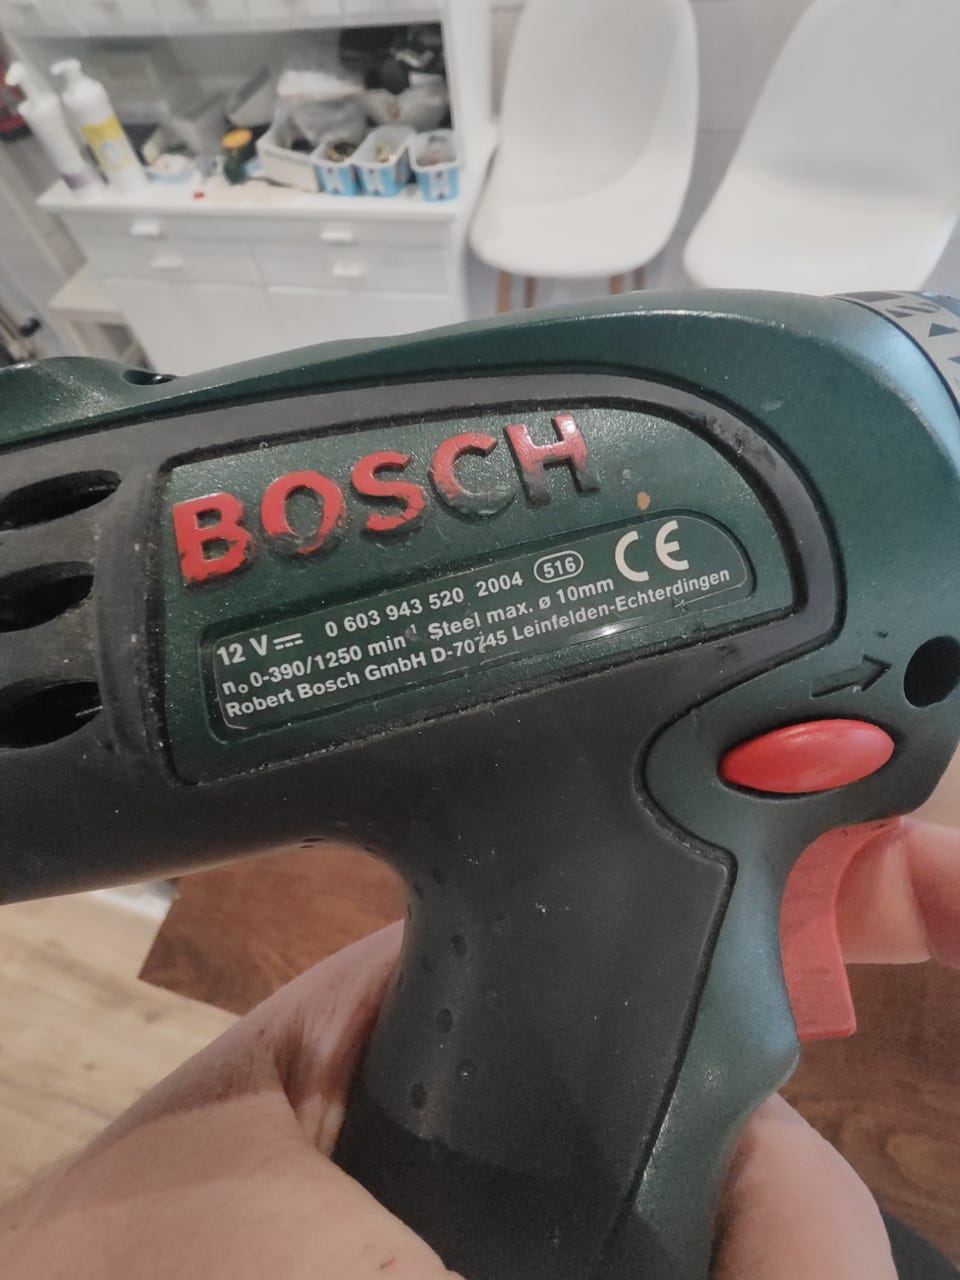 BOSCH
12 V⎓ 0 603 943 520 2004 516 CE
n₀ 0-390/1250 min⁻¹ Steel max. ø 10mm
Robert Bosch GmbH D-70745 Leinfelden-Echterdingen